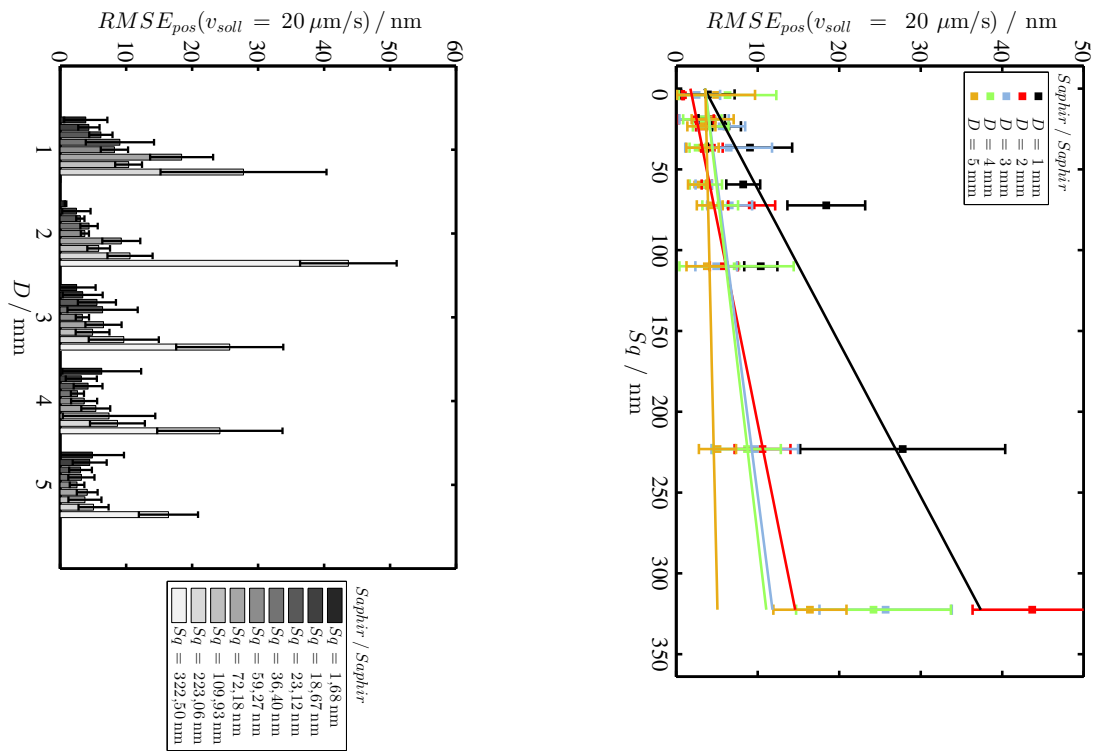 RMSE_pos(v_soll = 20 μm/s) / nm
0
10
20
30
40
50
60
1
2
3
4
5
D / mm
Saphir / Saphir
Sq = 1,68 nm
Sq = 18,67 nm
Sq = 23,12 nm
Sq = 36,40 nm
Sq = 59,27 nm
Sq = 72,18 nm
Sq = 109,93 nm
Sq = 223,06 nm
Sq = 322,50 nm
RMSE_pos(v_soll = 20 μm/s) / nm
0
10
20
30
40
50
0
50
100
150
200
250
300
350
Sq / nm
Saphir / Saphir
D = 1 mm
D = 2 mm
D = 3 mm
D = 4 mm
D = 5 mm